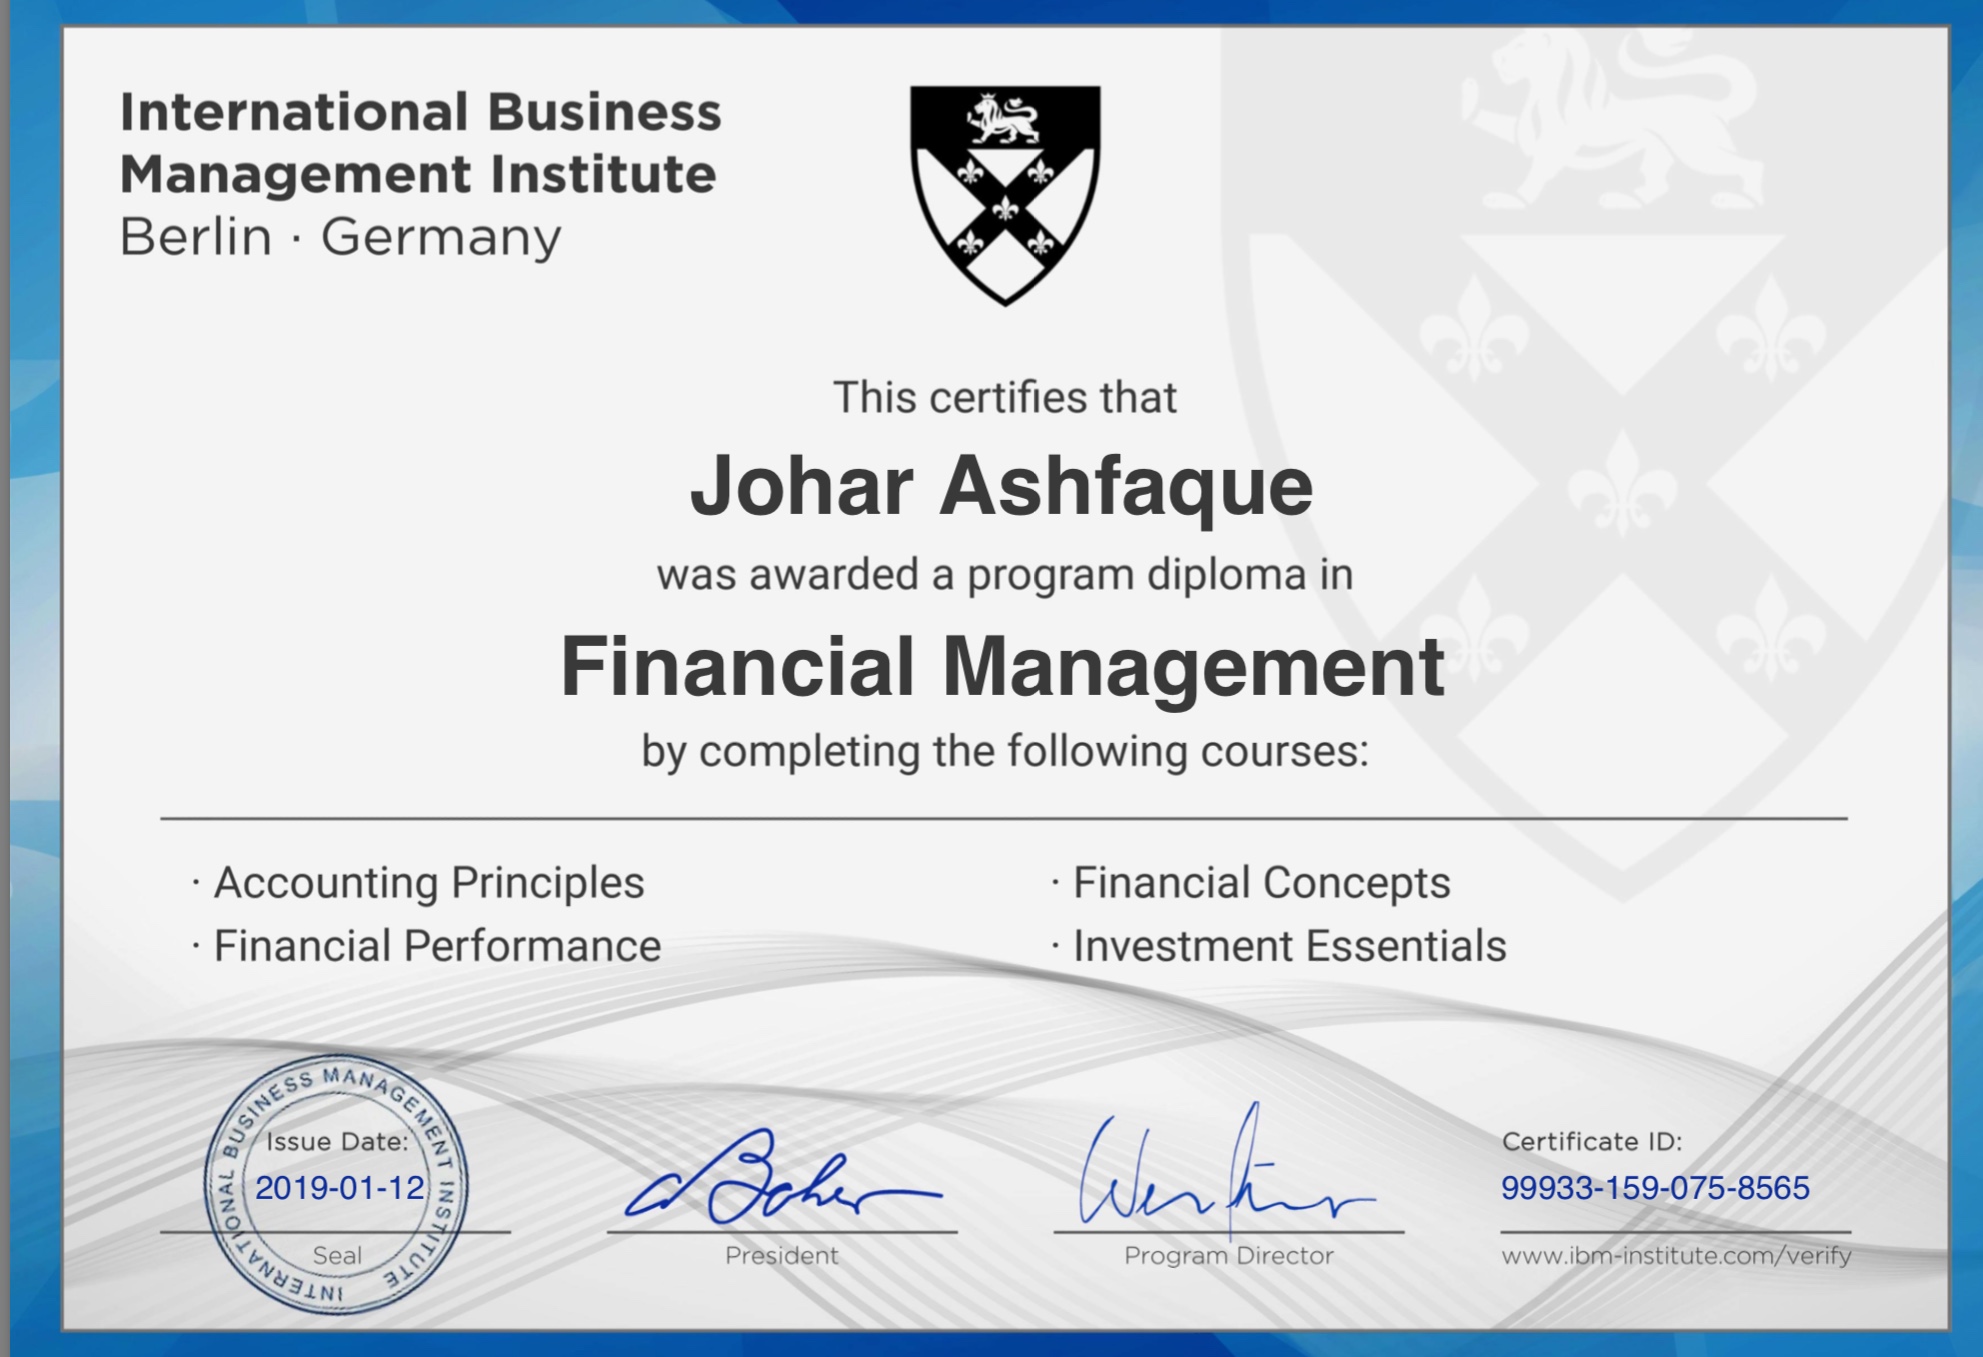 International Business
Management Institute
Berlin · Germany
This certifies that
Johar Ashfaque
was awarded a program diploma in
Financial Management
by completing the following courses:
· Accounting Principles
· Financial Concepts
· Financial Performance
· Investment Essentials
INTERNATIONAL BUSINESS MANAGEMENT INSTITUTE
Issue Date:
2019-01-12
Seal
President
Program Director
Certificate ID:
99933-159-075-8565
www.ibm-institute.com/verify